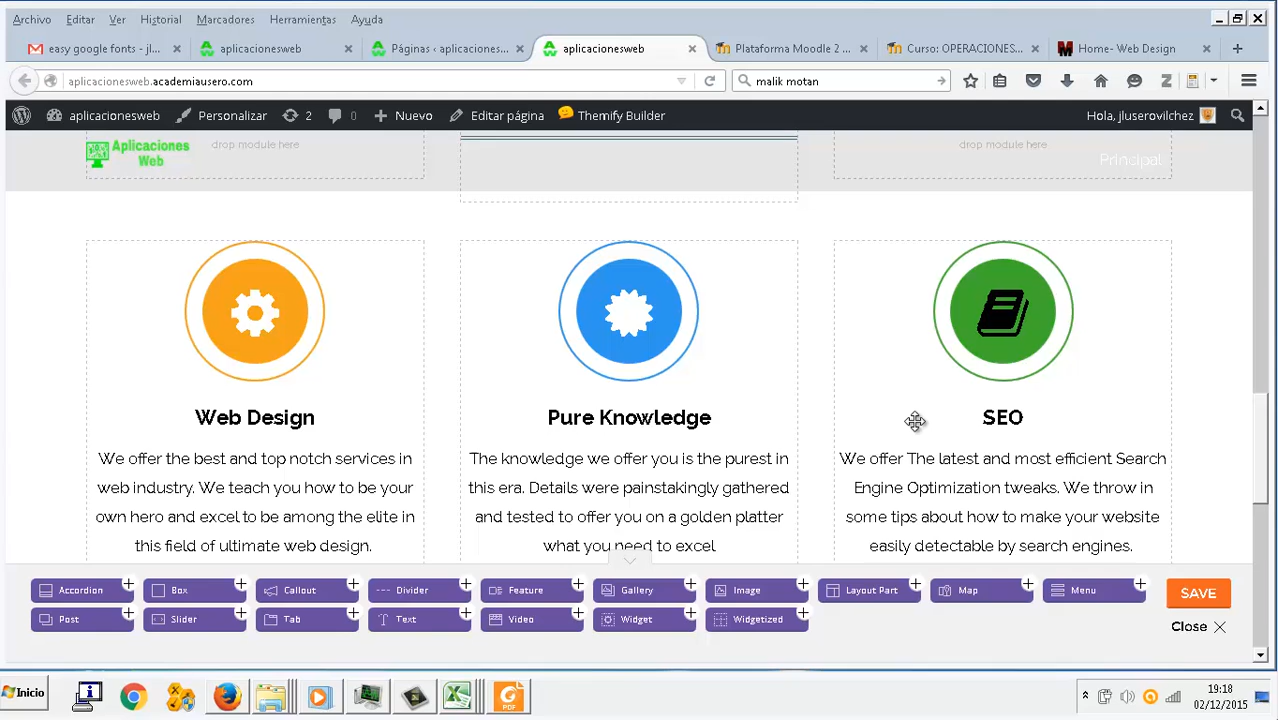 Archivo Editar Ver Historial Marcadores Herramientas Ayuda
easy google fonts - jl... aplicacionesweb Páginas ‹ aplicaciones... aplicacionesweb Plataforma Moodle 2 ... Curso: OPERACIONES... Home- Web Design
aplicacionesweb.academiausero.com malik motan
aplicacionesweb Personalizar 2 0 Nuevo Editar página Themify Builder Hola, jluserovilchez
Aplicaciones Web
drop module here
drop module here
Principal
Web Design
We offer the best and top notch services in
web industry. We teach you how to be your
own hero and excel to be among the elite in
this field of ultimate web design.
Pure Knowledge
The knowledge we offer you is the purest in
this era. Details were painstakingly gathered
and tested to offer you on a golden platter
what you need to excel
SEO
We offer The latest and most efficient Search
Engine Optimization tweaks. We throw in
some tips about how to make your website
easily detectable by search engines.
Accordion Box Callout Divider Feature Gallery Image Layout Part Map Menu SAVE
Post Slider Tab Text Video Widget Widgetized Close
Inicio
PDF
19:18
02/12/2015